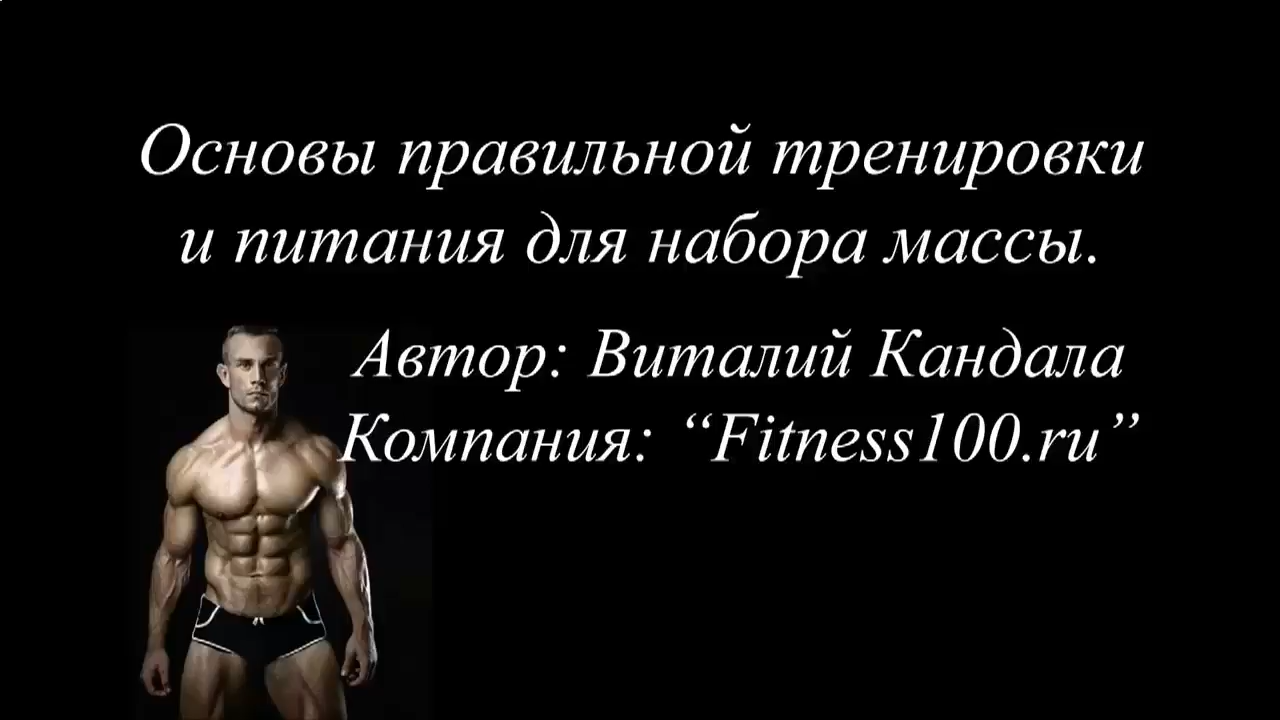 Основы правильной тренировки
и питания для набора массы.
Автор: Виталий Кандала
Компания: “Fitness100.ru”